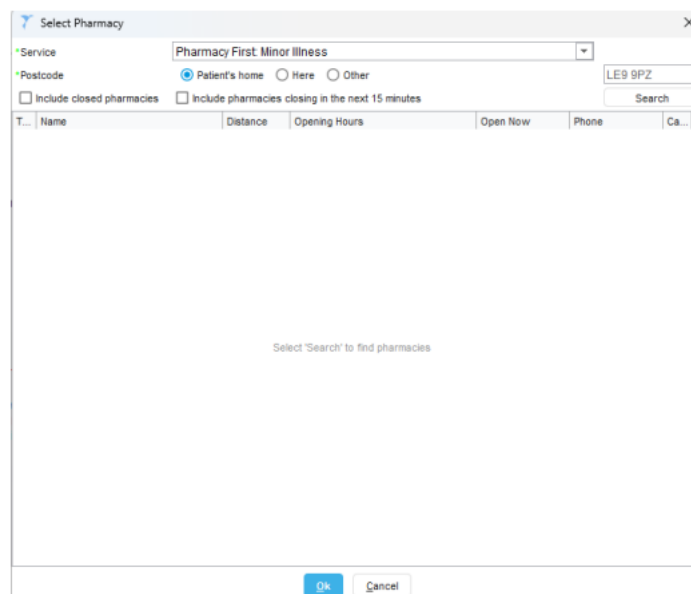 Select Pharmacy
*Service Pharmacy First: Minor Illness
*Postcode Patient's home Here Other LE9 9PZ
Include closed pharmacies Include pharmacies closing in the next 15 minutes Search
T... Name Distance Opening Hours Open Now Phone Ca...
Select 'Search' to find pharmacies
Ok Cancel